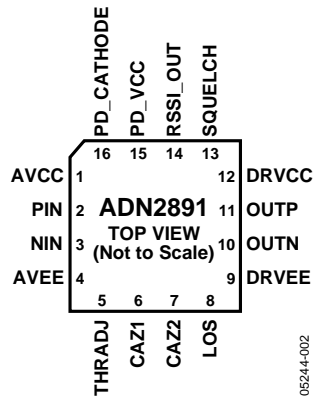 PD_CATHODE
PD_VCC
RSSI_OUT
SQUELCH
16
15
14
13
AVCC 1
12 DRVCC
PIN 2
ADN2891
11 OUTP
TOP VIEW
NIN 3
(Not to Scale)
10 OUTN
AVEE 4
9 DRVEE
5
6
7
8
THRADJ
CAZ1
CAZ2
LOS
05244-002